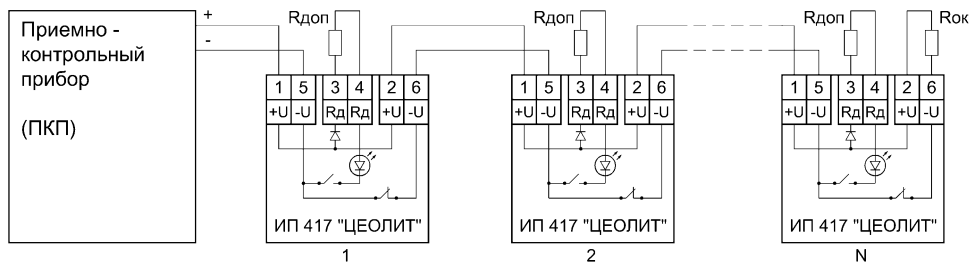 +
-
Приемно -
контрольный
прибор
(ПКП)
Rдоп
Rдоп
Rдоп
Rок
1 5 3 4 2 6
+U -U Rд Rд +U -U
ИП 417 "ЦЕОЛИТ"
1
1 5 3 4 2 6
+U -U Rд Rд +U -U
ИП 417 "ЦЕОЛИТ"
2
1 5 3 4 2 6
+U -U Rд Rд +U -U
ИП 417 "ЦЕОЛИТ"
N